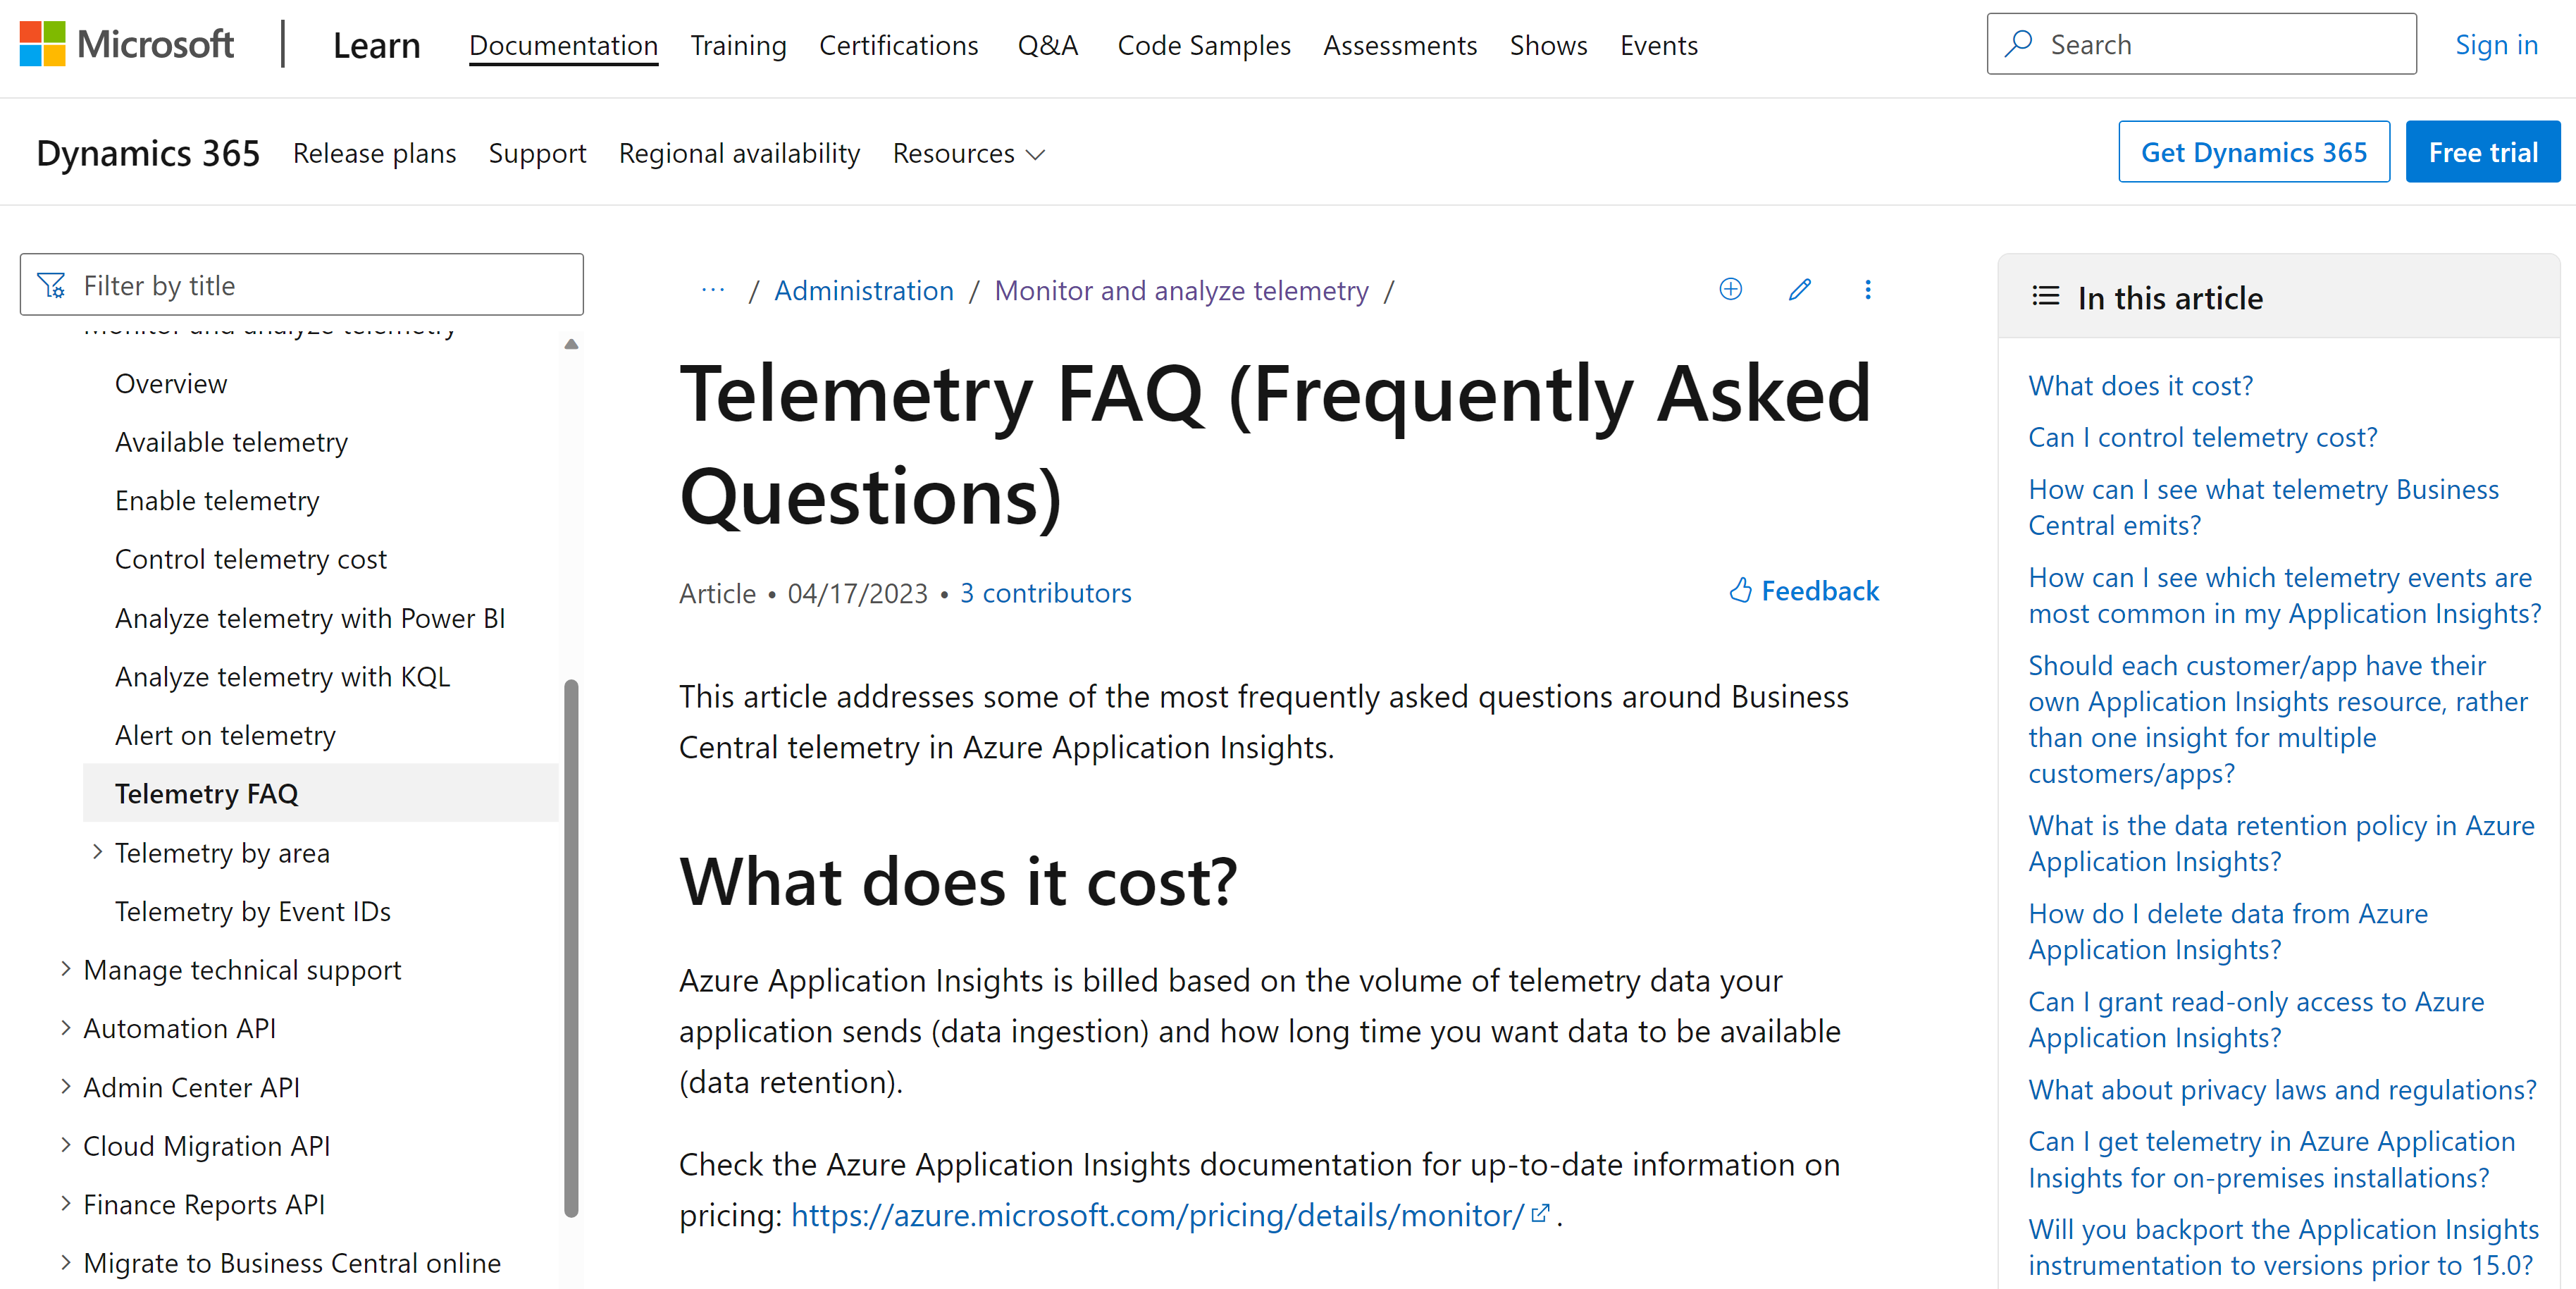 Microsoft
Learn
Documentation
Training
Certifications
Q&A
Code Samples
Assessments
Shows
Events
Search
Sign in
Dynamics 365
Release plans
Support
Regional availability
Resources
Get Dynamics 365
Free trial
Filter by title
Monitor and analyze telemetry
Overview
Available telemetry
Enable telemetry
Control telemetry cost
Analyze telemetry with Power BI
Analyze telemetry with KQL
Alert on telemetry
Telemetry FAQ
Telemetry by area
Telemetry by Event IDs
Manage technical support
Automation API
Admin Center API
Cloud Migration API
Finance Reports API
Migrate to Business Central online
··· / Administration / Monitor and analyze telemetry /
Telemetry FAQ (Frequently Asked
Questions)
Article • 04/17/2023 • 3 contributors
Feedback
This article addresses some of the most frequently asked questions around Business
Central telemetry in Azure Application Insights.
What does it cost?
Azure Application Insights is billed based on the volume of telemetry data your
application sends (data ingestion) and how long time you want data to be available
(data retention).
Check the Azure Application Insights documentation for up-to-date information on
pricing: https://azure.microsoft.com/pricing/details/monitor/ .
In this article
What does it cost?
Can I control telemetry cost?
How can I see what telemetry Business
Central emits?
How can I see which telemetry events are
most common in my Application Insights?
Should each customer/app have their
own Application Insights resource, rather
than one insight for multiple
customers/apps?
What is the data retention policy in Azure
Application Insights?
How do I delete data from Azure
Application Insights?
Can I grant read-only access to Azure
Application Insights?
What about privacy laws and regulations?
Can I get telemetry in Azure Application
Insights for on-premises installations?
Will you backport the Application Insights
instrumentation to versions prior to 15.0?